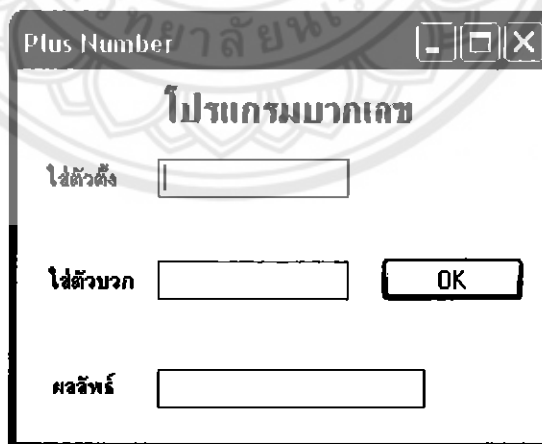 Plus Number
โปรแกรมบวกเลข
ใส่ตัวตั้ง
ใส่ตัวบวก
OK
ผลลัพธ์